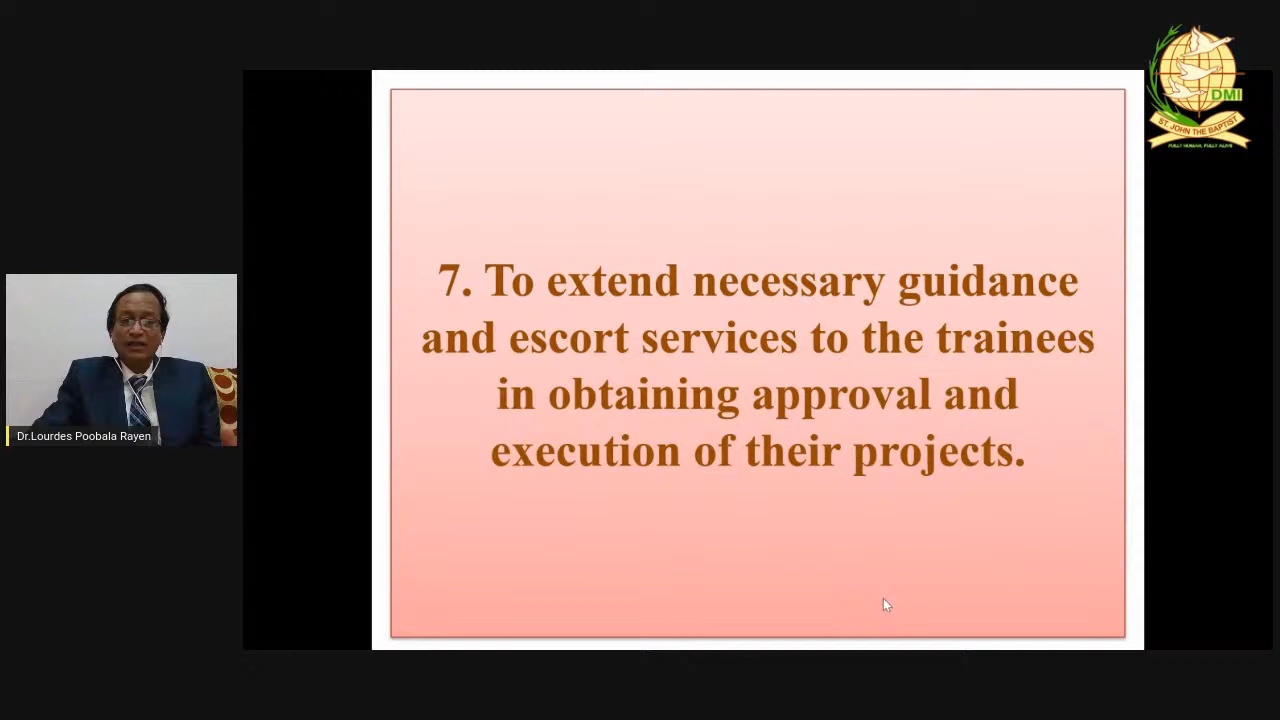 DMI
ST. JOHN THE BAPTIST
FULLY HUMAN, FULLY ALIVE
7. To extend necessary guidance
and escort services to the trainees
in obtaining approval and
execution of their projects.
Dr.Lourdes Poobala Rayen